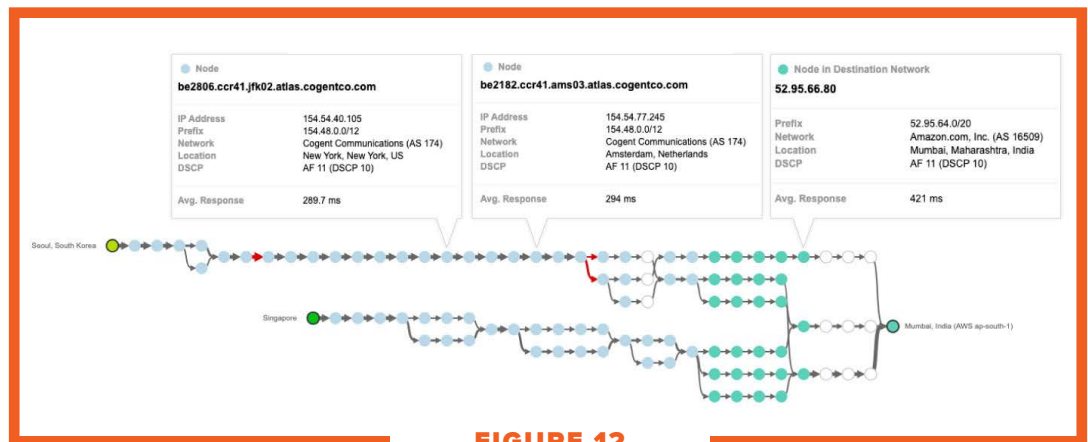 Node
be2806.ccr41.jfk02.atlas.cogentco.com
IP Address 154.54.40.105
Prefix 154.48.0.0/12
Network Cogent Communications (AS 174)
Location New York, New York, US
DSCP AF 11 (DSCP 10)
Avg. Response 289.7 ms
Node
be2182.ccr41.ams03.atlas.cogentco.com
IP Address 154.54.77.245
Prefix 154.48.0.0/12
Network Cogent Communications (AS 174)
Location Amsterdam, Netherlands
DSCP AF 11 (DSCP 10)
Avg. Response 294 ms
Node in Destination Network
52.95.66.80
Prefix 52.95.64.0/20
Network Amazon.com, Inc. (AS 16509)
Location Mumbai, Maharashtra, India
DSCP AF 11 (DSCP 10)
Avg. Response 421 ms
Seoul, South Korea
Singapore
Mumbai, India (AWS ap-south-1)
FIGURE 12